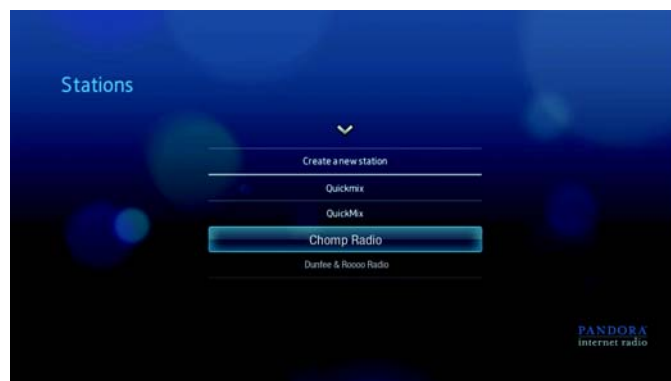 Stations
Create a new station
Quickmix
QuickMix
Chomp Radio
Dunfee & Roooo Radio
PANDORA
internet radio